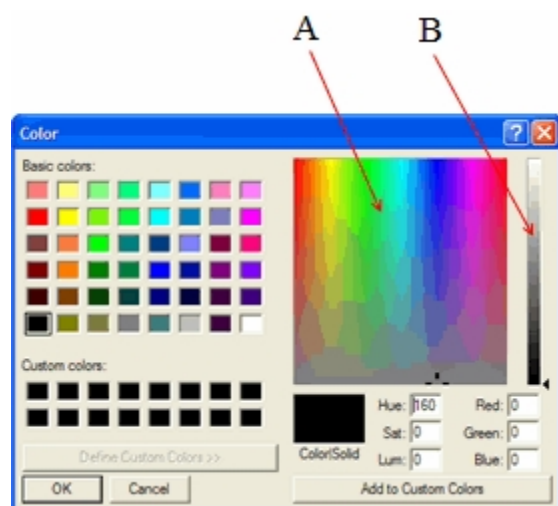 A B
Color
Basic colors:
Custom colors:
Define Custom Colors >>
OK Cancel
Color|Solid
Hue: 160 Red: 0
Sat: 0 Green: 0
Lum: 0 Blue: 0
Add to Custom Colors